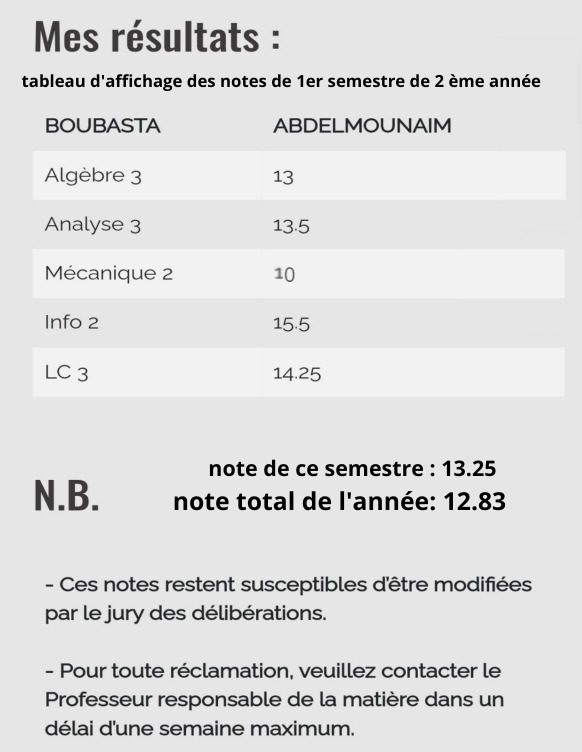 Mes résultats :
tableau d'affichage des notes de 1er semestre de 2 ème année
BOUBASTA ABDELMOUNAIM
Algèbre 3 13
Analyse 3 13.5
Mécanique 2 10
Info 2 15.5
LC 3 14.25
note de ce semestre : 13.25
N.B. note total de l'année: 12.83
- Ces notes restent susceptibles d'être modifiées
par le jury des délibérations.
- Pour toute réclamation, veuillez contacter le
Professeur responsable de la matière dans un
délai d'une semaine maximum.